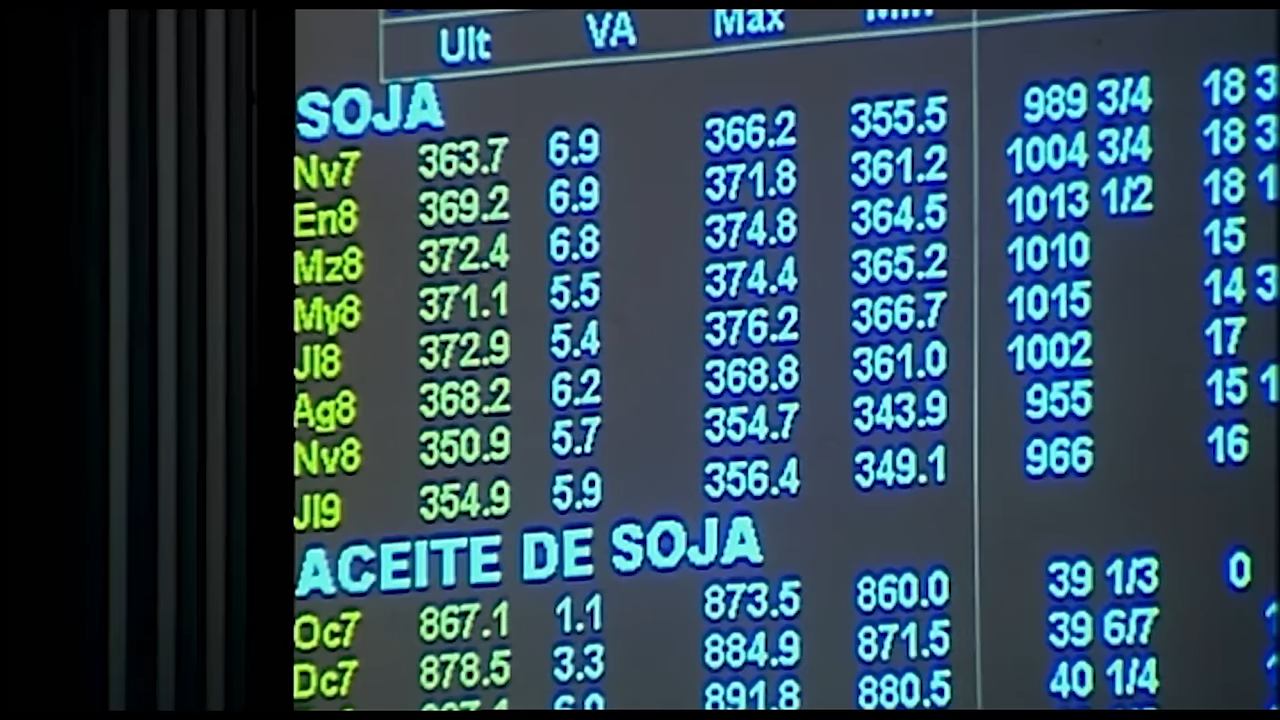 Ult VA Max Min
SOJA
Nv7 363.7 6.9 366.2 355.5 989 3/4 18 3
En8 369.2 6.9 371.8 361.2 1004 3/4 18 3
Mz8 372.4 6.8 374.8 364.5 1013 1/2 18 1
My8 371.1 5.5 374.4 365.2 1010 15
Jl8 372.9 5.4 376.2 366.7 1015 14 3
Ag8 368.2 6.2 368.8 361.0 1002 17
Nv8 350.9 5.7 354.7 343.9 955 15 1
Jl9 354.9 5.9 356.4 349.1 966 16
ACEITE DE SOJA
Oc7 867.1 1.1 873.5 860.0 39 1/3 0
Dc7 878.5 3.3 884.9 871.5 39 6/7
891.8 880.5 40 1/4